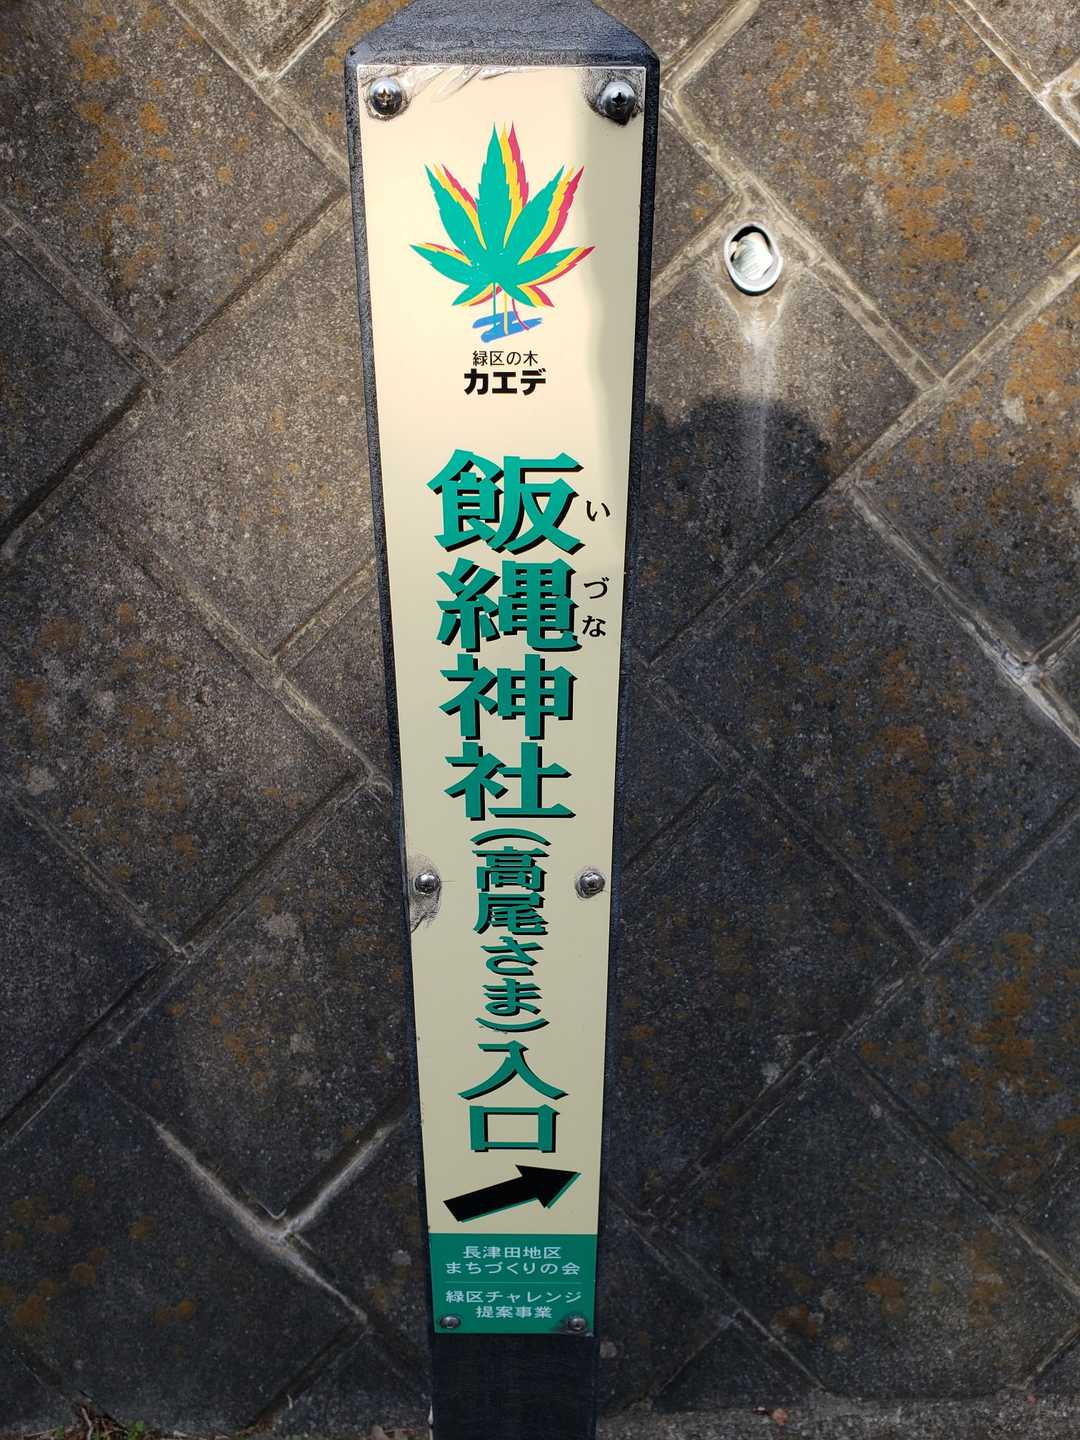 緑区の木
カエデ
飯縄神社(高尾さま)入口
いづな
長津田地区
まちづくりの会
緑区チャレンジ
提案事業